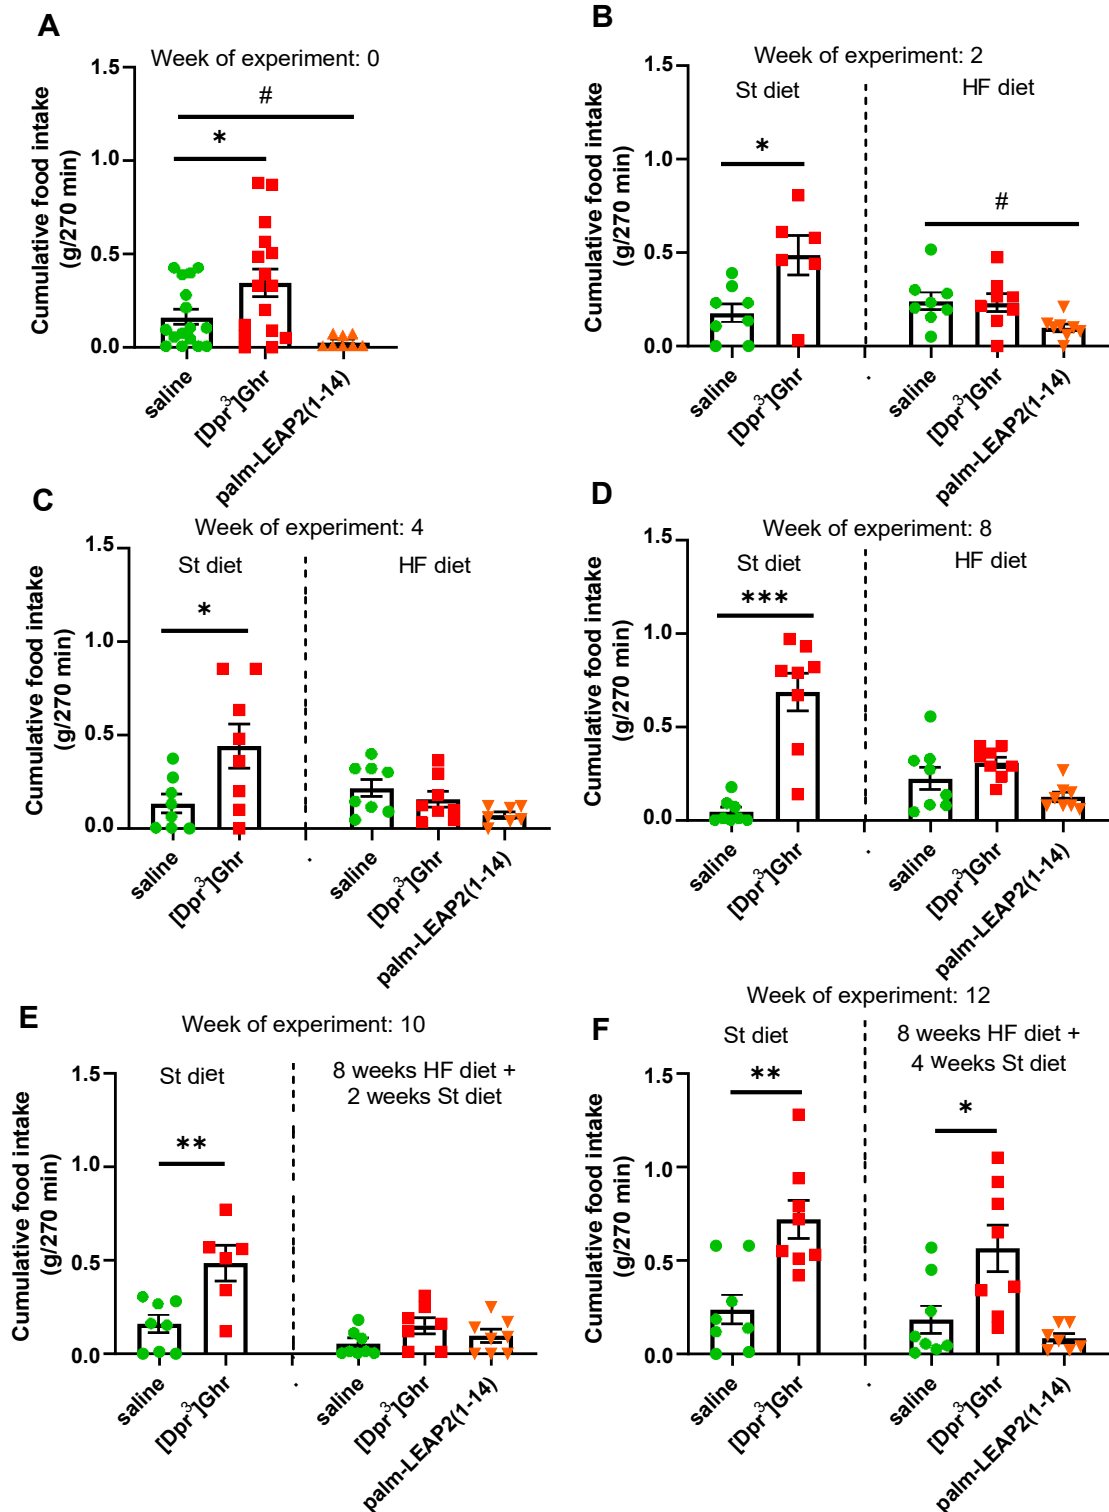 A
Week of experiment: 0
Cumulative food intake
(g/270 min)
1.5
1.0
0.5
0.0
#
*
saline
[Dpr³]Ghr
palm-LEAP2(1-14)
B
Week of experiment: 2
St diet
HF diet
Cumulative food intake
(g/270 min)
1.5
1.0
0.5
0.0
*
#
saline
[Dpr³]Ghr
.
saline
[Dpr³]Ghr
palm-LEAP2(1-14)
C
Week of experiment: 4
St diet
HF diet
Cumulative food intake
(g/270 min)
1.5
1.0
0.5
0.0
*
saline
[Dpr³]Ghr
.
saline
[Dpr³]Ghr
palm-LEAP2(1-14)
D
Week of experiment: 8
St diet
HF diet
Cumulative food intake
(g/270 min)
1.5
1.0
0.5
0.0
***
saline
[Dpr³]Ghr
.
saline
[Dpr³]Ghr
palm-LEAP2(1-14)
E
Week of experiment: 10
St diet
8 weeks HF diet +
2 weeks St diet
Cumulative food intake
(g/270 min)
1.5
1.0
0.5
0.0
**
saline
[Dpr³]Ghr
.
saline
[Dpr³]Ghr
palm-LEAP2(1-14)
F
Week of experiment: 12
St diet
8 weeks HF diet +
4 weeks St diet
Cumulative food intake
(g/270 min)
1.5
1.0
0.5
0.0
**
*
saline
[Dpr³]Ghr
.
saline
[Dpr³]Ghr
palm-LEAP2(1-14)